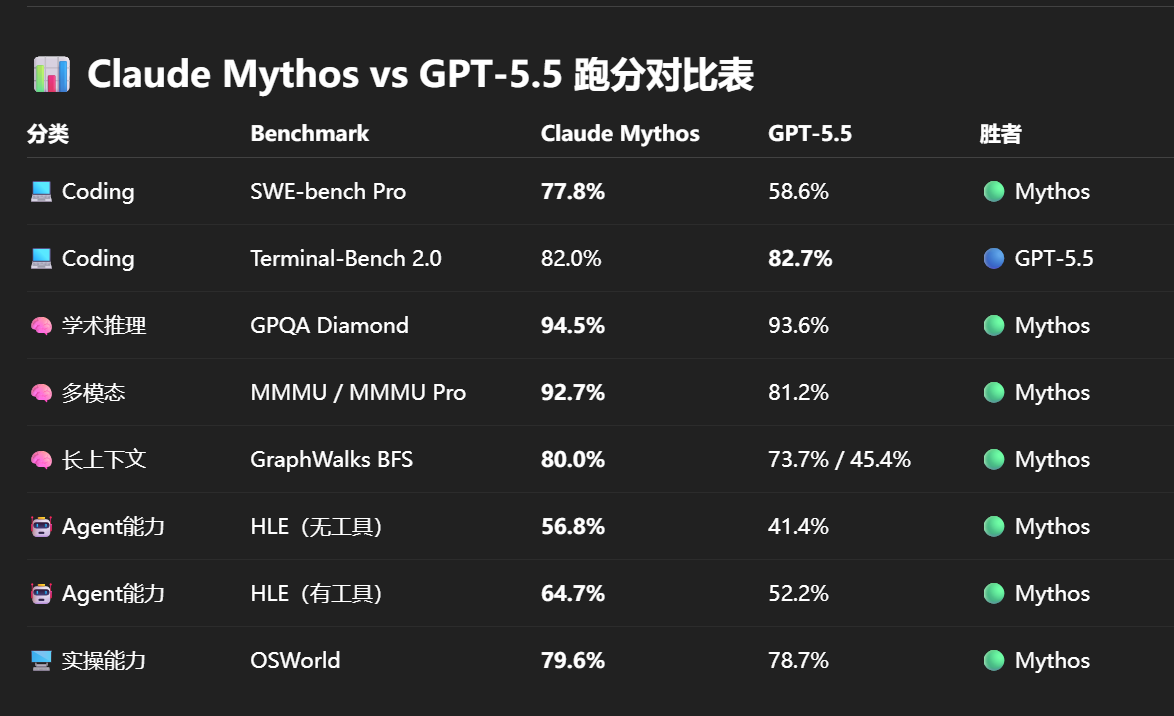 Claude Mythos vs GPT-5.5 跑分对比表
分类 Benchmark Claude Mythos GPT-5.5 胜者
Coding SWE-bench Pro 77.8% 58.6% Mythos
Coding Terminal-Bench 2.0 82.0% 82.7% GPT-5.5
学术推理 GPQA Diamond 94.5% 93.6% Mythos
多模态 MMMU / MMMU Pro 92.7% 81.2% Mythos
长上下文 GraphWalks BFS 80.0% 73.7% / 45.4% Mythos
Agent能力 HLE（无工具） 56.8% 41.4% Mythos
Agent能力 HLE（有工具） 64.7% 52.2% Mythos
实操能力 OSWorld 79.6% 78.7% Mythos